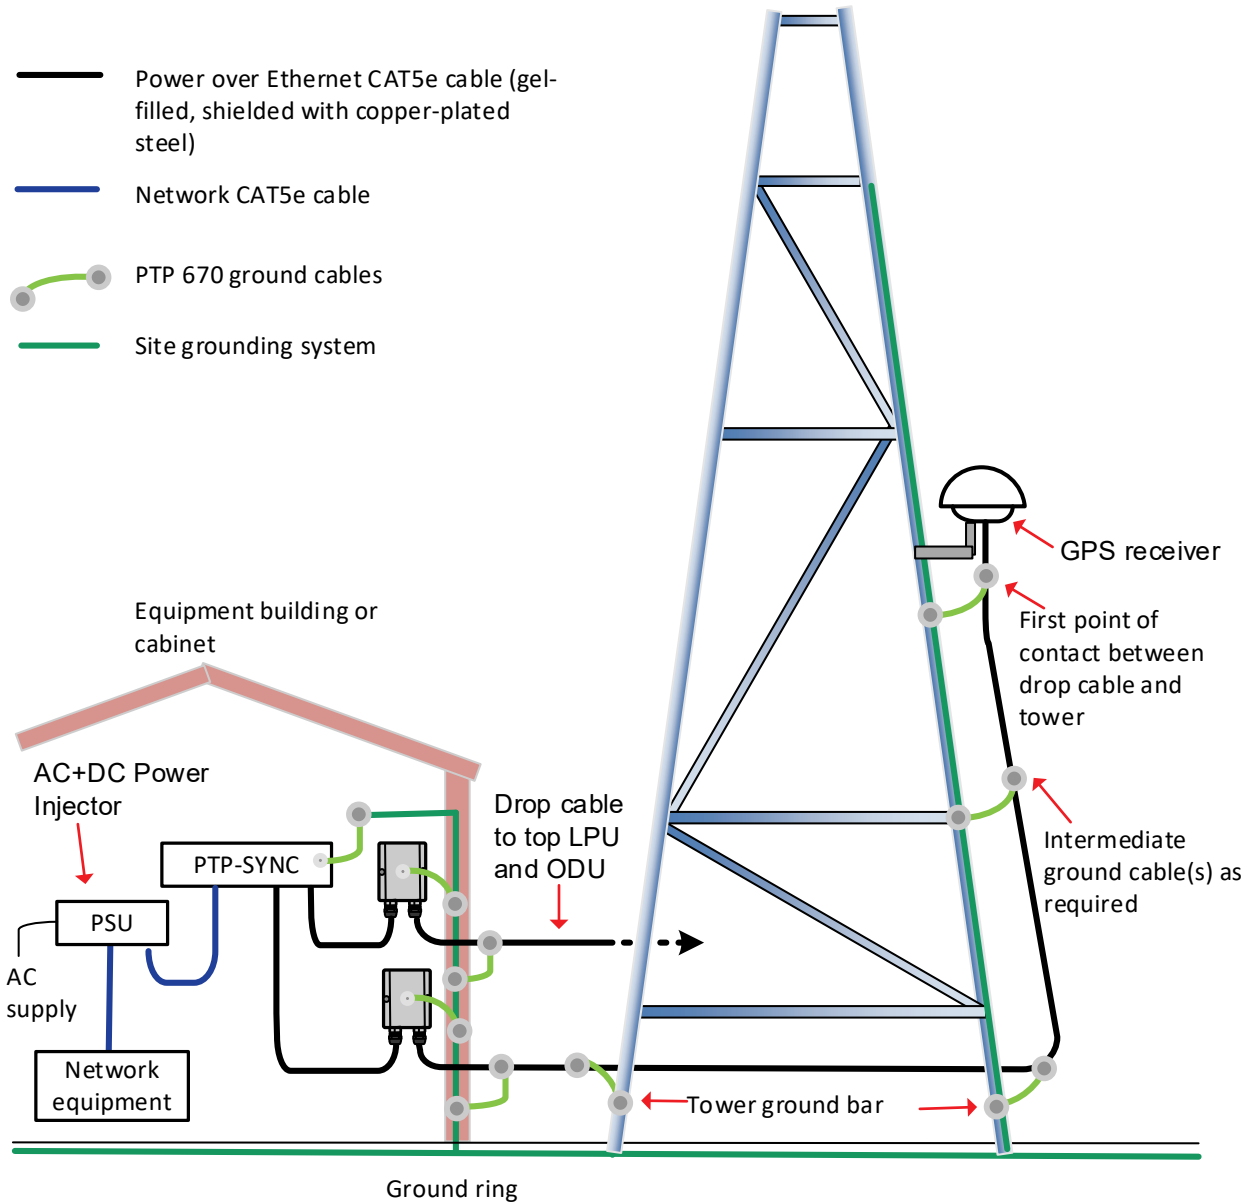 Power over Ethernet CAT5e cable (gel-
filled, shielded with copper-plated
steel)
Network CAT5e cable
PTP 670 ground cables
Site grounding system
GPS receiver
First point of
contact between
drop cable and
tower
Equipment building or
cabinet
AC+DC Power
Injector
Drop cable
to top LPU
and ODU
Intermediate
ground cable(s) as
required
PTP-SYNC
PSU
AC
supply
Network
equipment
Tower ground bar
Ground ring